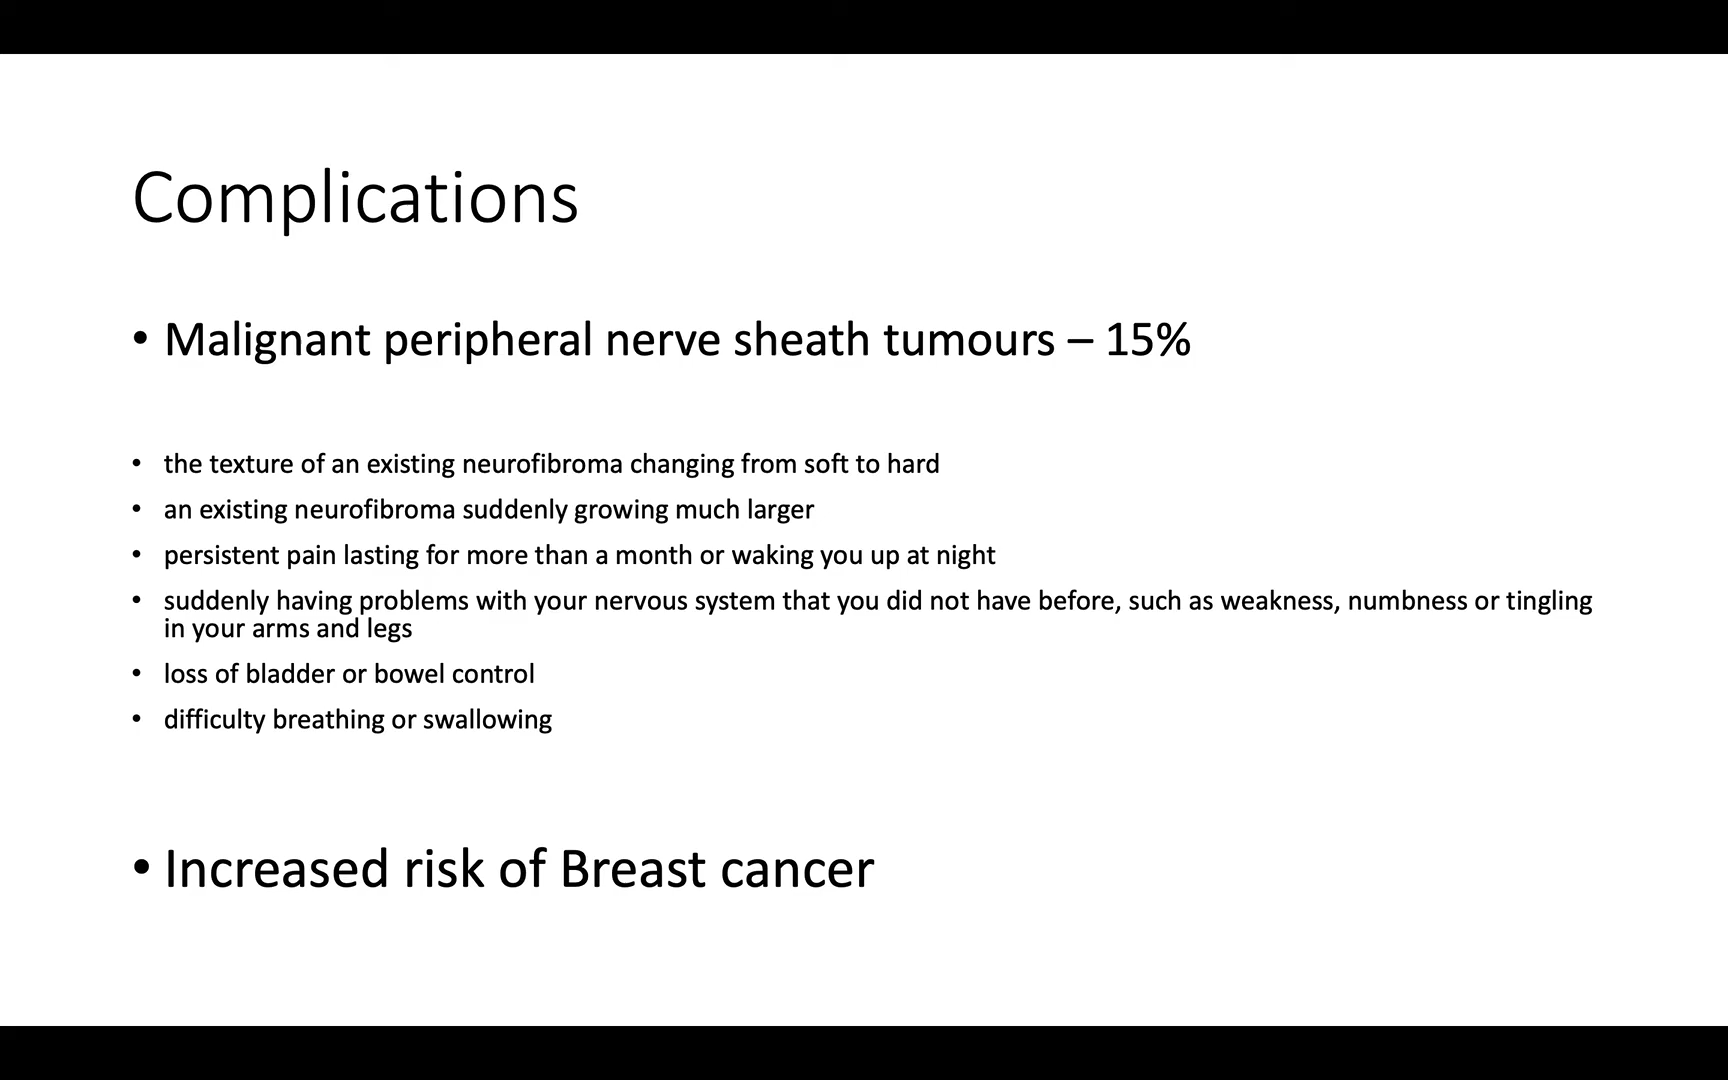 Complications
• Malignant peripheral nerve sheath tumours – 15%
• the texture of an existing neurofibroma changing from soft to hard
• an existing neurofibroma suddenly growing much larger
• persistent pain lasting for more than a month or waking you up at night
• suddenly having problems with your nervous system that you did not have before, such as weakness, numbness or tingling
in your arms and legs
• loss of bladder or bowel control
• difficulty breathing or swallowing
• Increased risk of Breast cancer